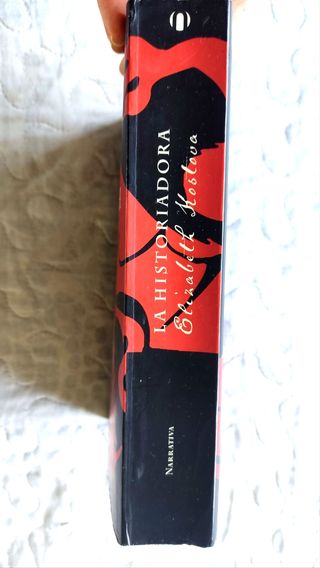 LA HISTORIADORA
Elizabeth Kostova
NARRATIVA